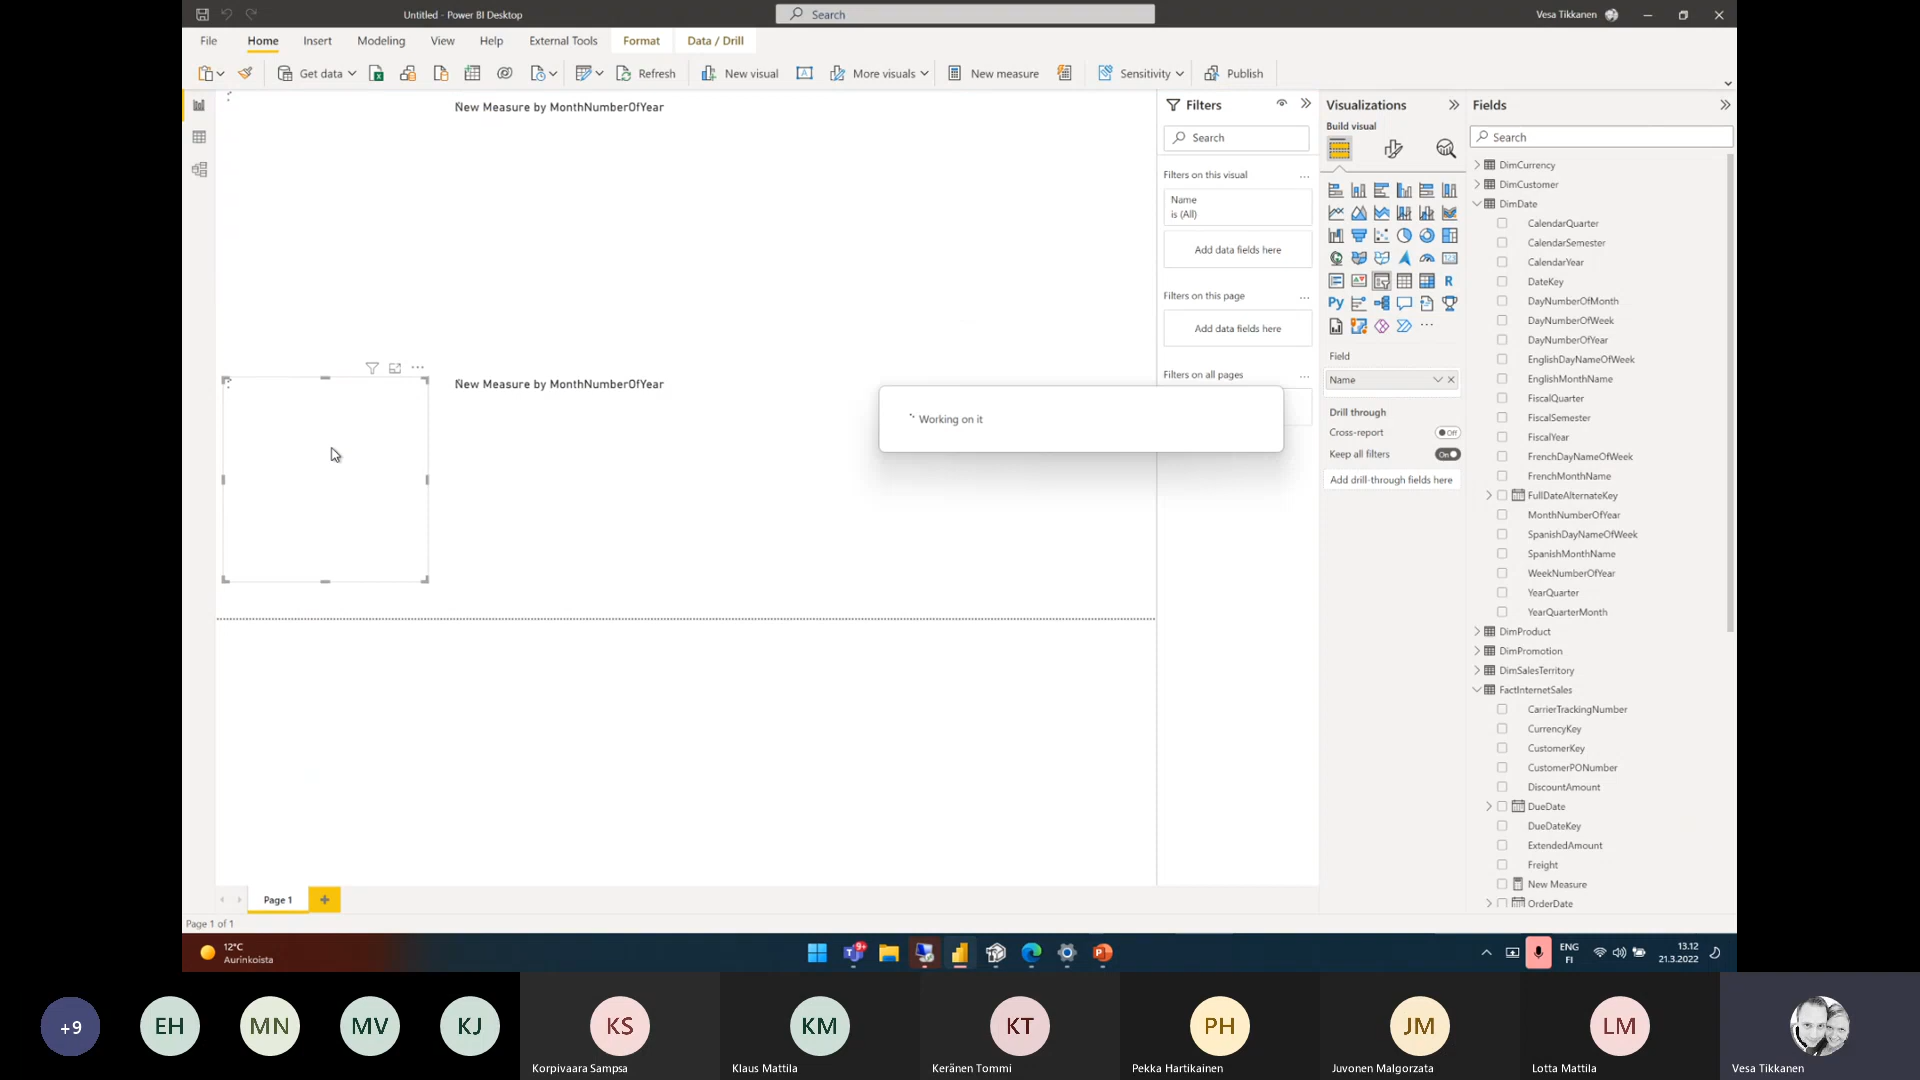 Untitled - Power BI Desktop
Search
Vesa Tikkanen
File
Home
Insert
Modeling
View
Help
External Tools
Format
Data / Drill
Get data
Refresh
New visual
More visuals
New measure
Sensitivity
Publish
New Measure by MonthNumberOfYear
New Measure by MonthNumberOfYear
Working on it
Filters
Search
Filters on this visual
Name
is (All)
Add data fields here
Filters on this page
Add data fields here
Filters on all pages
Visualizations
Build visual
R
Py
Field
Name
Drill through
Cross-report
Off
Keep all filters
On
Add drill-through fields here
Fields
Search
DimCurrency
DimCustomer
DimDate
CalendarQuarter
CalendarSemester
CalendarYear
DateKey
DayNumberOfMonth
DayNumberOfWeek
DayNumberOfYear
EnglishDayNameOfWeek
EnglishMonthName
FiscalQuarter
FiscalSemester
FiscalYear
FrenchDayNameOfWeek
FrenchMonthName
FullDateAlternateKey
MonthNumberOfYear
SpanishDayNameOfWeek
SpanishMonthName
WeekNumberOfYear
YearQuarter
YearQuarterMonth
DimProduct
DimPromotion
DimSalesTerritory
FactInternetSales
CarrierTrackingNumber
CurrencyKey
CustomerKey
CustomerPONumber
DiscountAmount
DueDate
DueDateKey
ExtendedAmount
Freight
New Measure
OrderDate
Page 1
Page 1 of 1
12°C
Aurinkoista
9+
ENG
FI
13.12
21.3.2022
+9
EH
MN
MV
KJ
KS
Korpivaara Sampsa
KM
Klaus Mattila
KT
Keränen Tommi
PH
Pekka Hartikainen
JM
Juvonen Malgorzata
LM
Lotta Mattila
Vesa Tikkanen